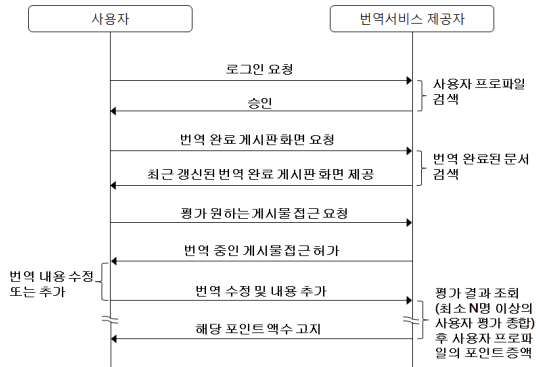 사용자
번역서비스 제공자
로그인 요청
사용자 프로파일
검색
승인
번역 완료 게시판 화면 요청
번역 완료된 문서
검색
최근 갱신된 번역 완료 게시판 화면 제공
평가 원하는 게시물 접근 요청
번역 중인 게시물 접근 허가
번역 내용 수정
또는 추가
번역 수정 및 내용 추가
평가 결과 조회
(최소 N명 이상의
사용자 평가 종합)
후 사용자 프로파
일의 포인트 증액
해당 포인트 액수 고지